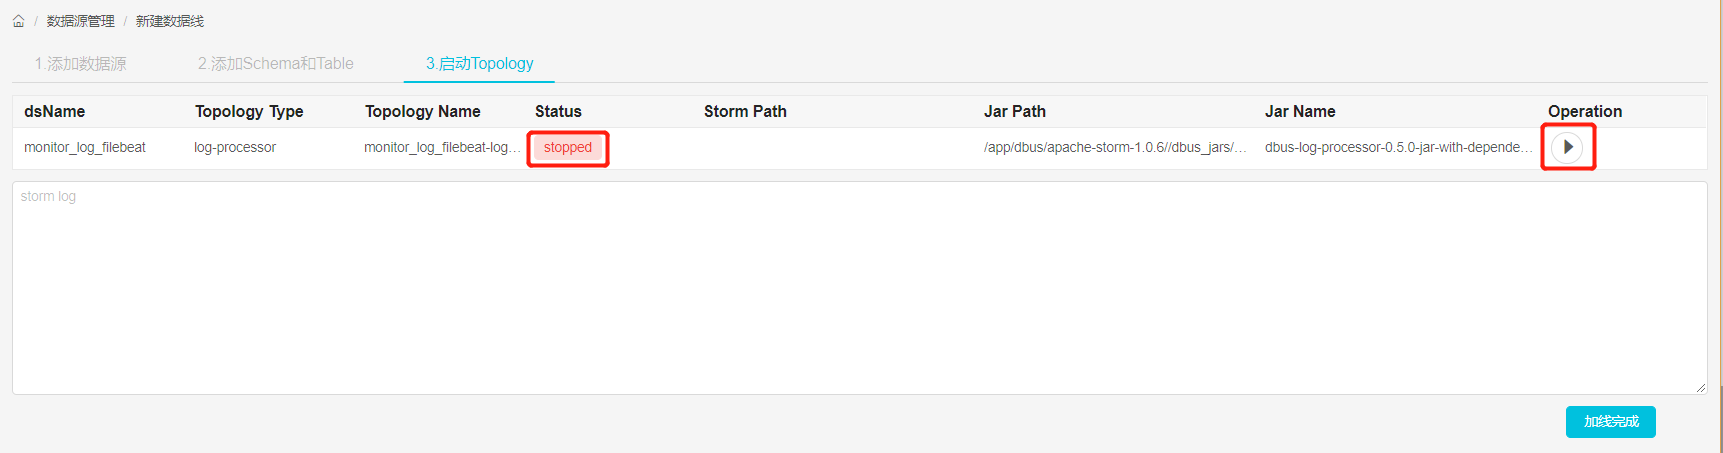 / 数据源管理 / 新建数据线
1.添加数据源 2.添加Schema和Table 3.启动Topology
dsName Topology Type Topology Name Status Storm Path Jar Path Jar Name Operation
monitor_log_filebeat log-processor monitor_log_filebeat-log... stopped /app/dbus/apache-storm-1.0.6//dbus_jars/... dbus-log-processor-0.5.0-jar-with-depende...
storm log
加线完成